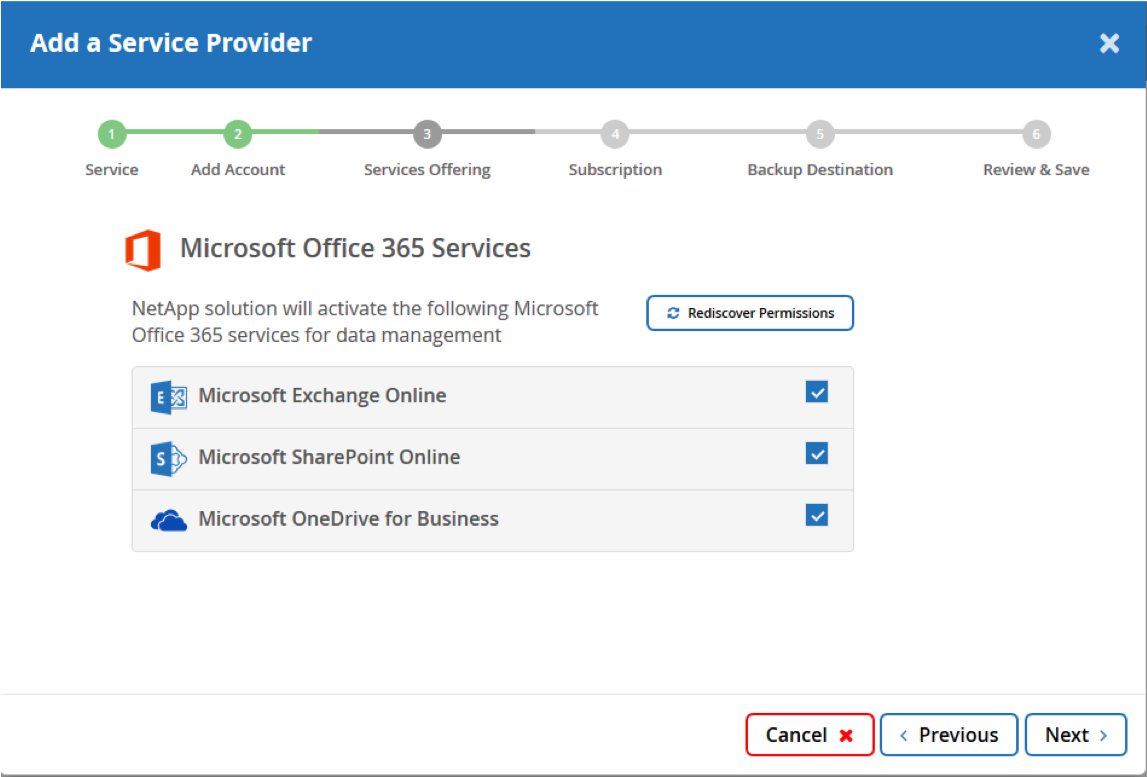 Add a Service Provider
1 2 3 4 5 6
Service Add Account Services Offering Subscription Backup Destination Review & Save
Microsoft Office 365 Services
NetApp solution will activate the following Microsoft
Office 365 services for data management
Rediscover Permissions
E Microsoft Exchange Online
S Microsoft SharePoint Online
Microsoft OneDrive for Business
Cancel Previous Next